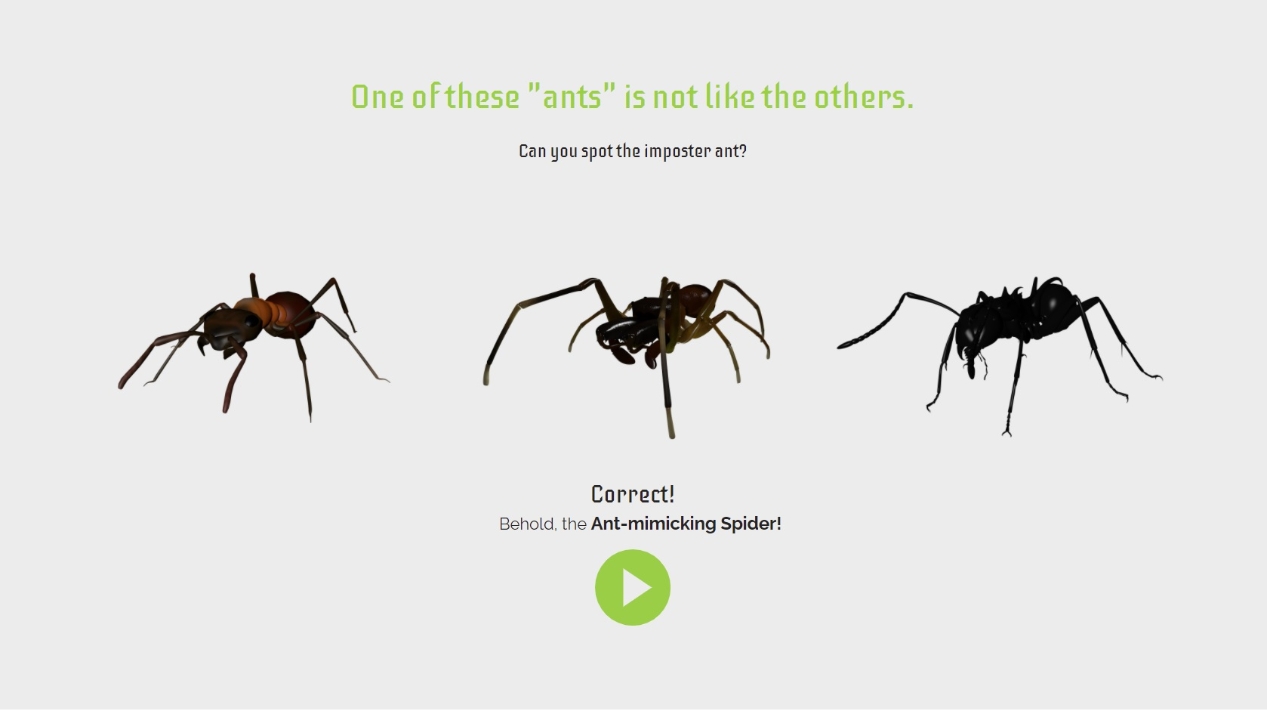 One of these "ants" is not like the others.
Can you spot the imposter ant?
Correct!
Behold, the Ant-mimicking Spider!